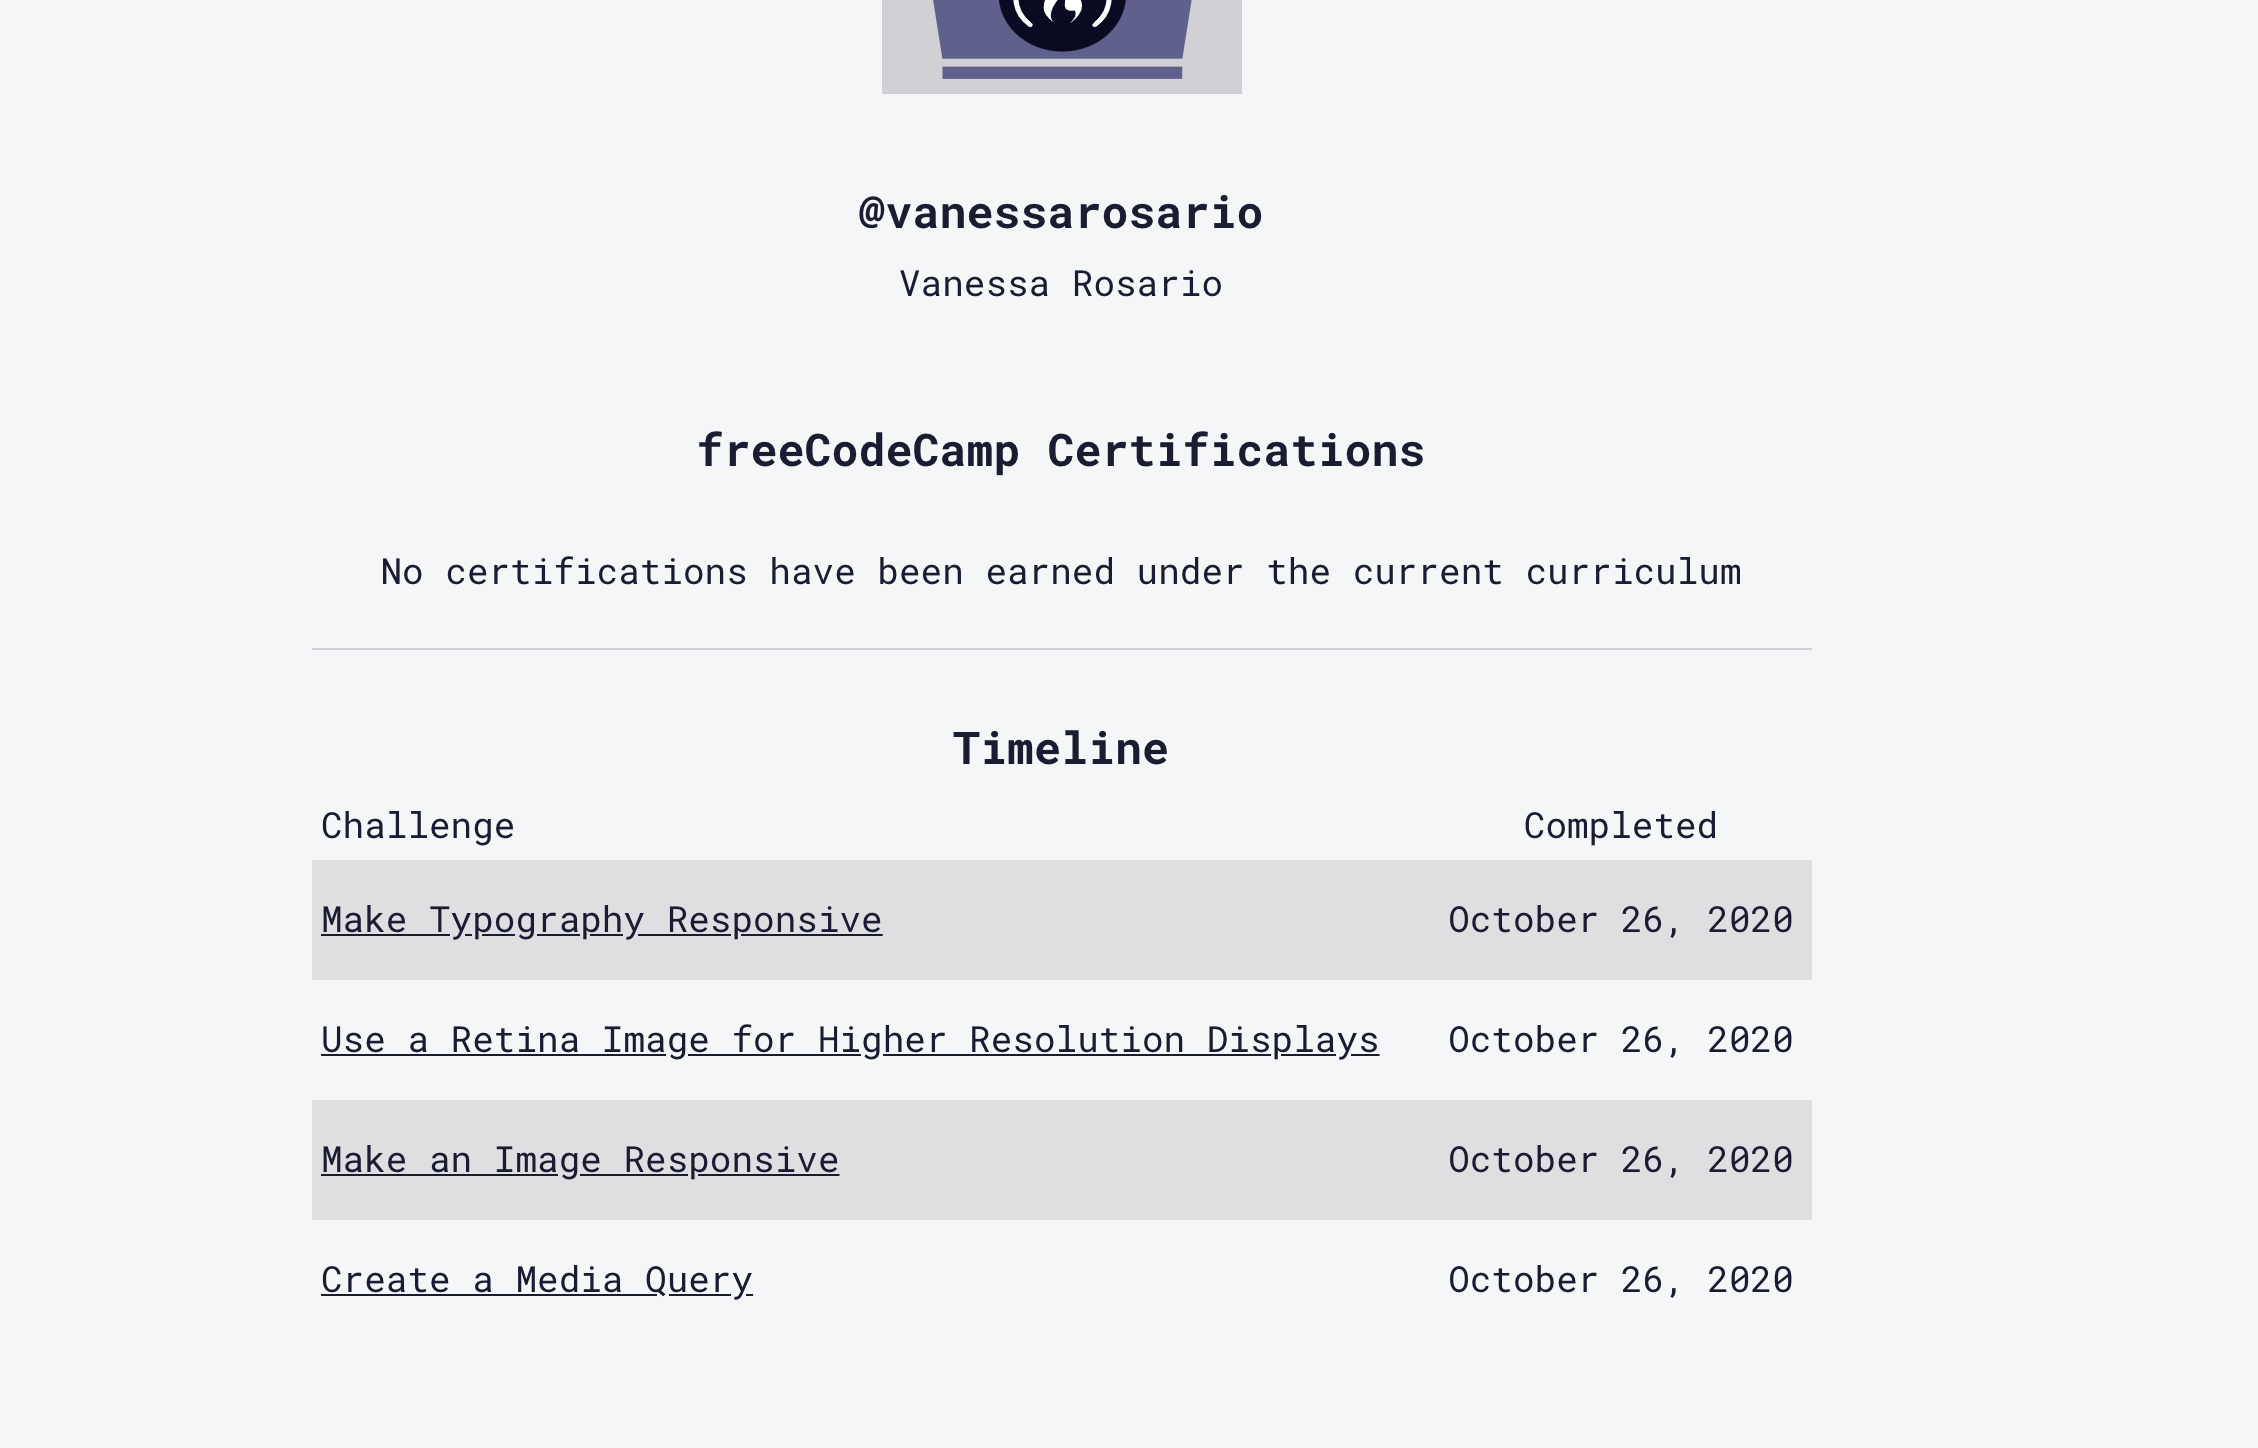 @vanessarosario
Vanessa Rosario
freeCodeCamp Certifications
No certifications have been earned under the current curriculum
Timeline
Challenge Completed
Make Typography Responsive October 26, 2020
Use a Retina Image for Higher Resolution Displays October 26, 2020
Make an Image Responsive October 26, 2020
Create a Media Query October 26, 2020